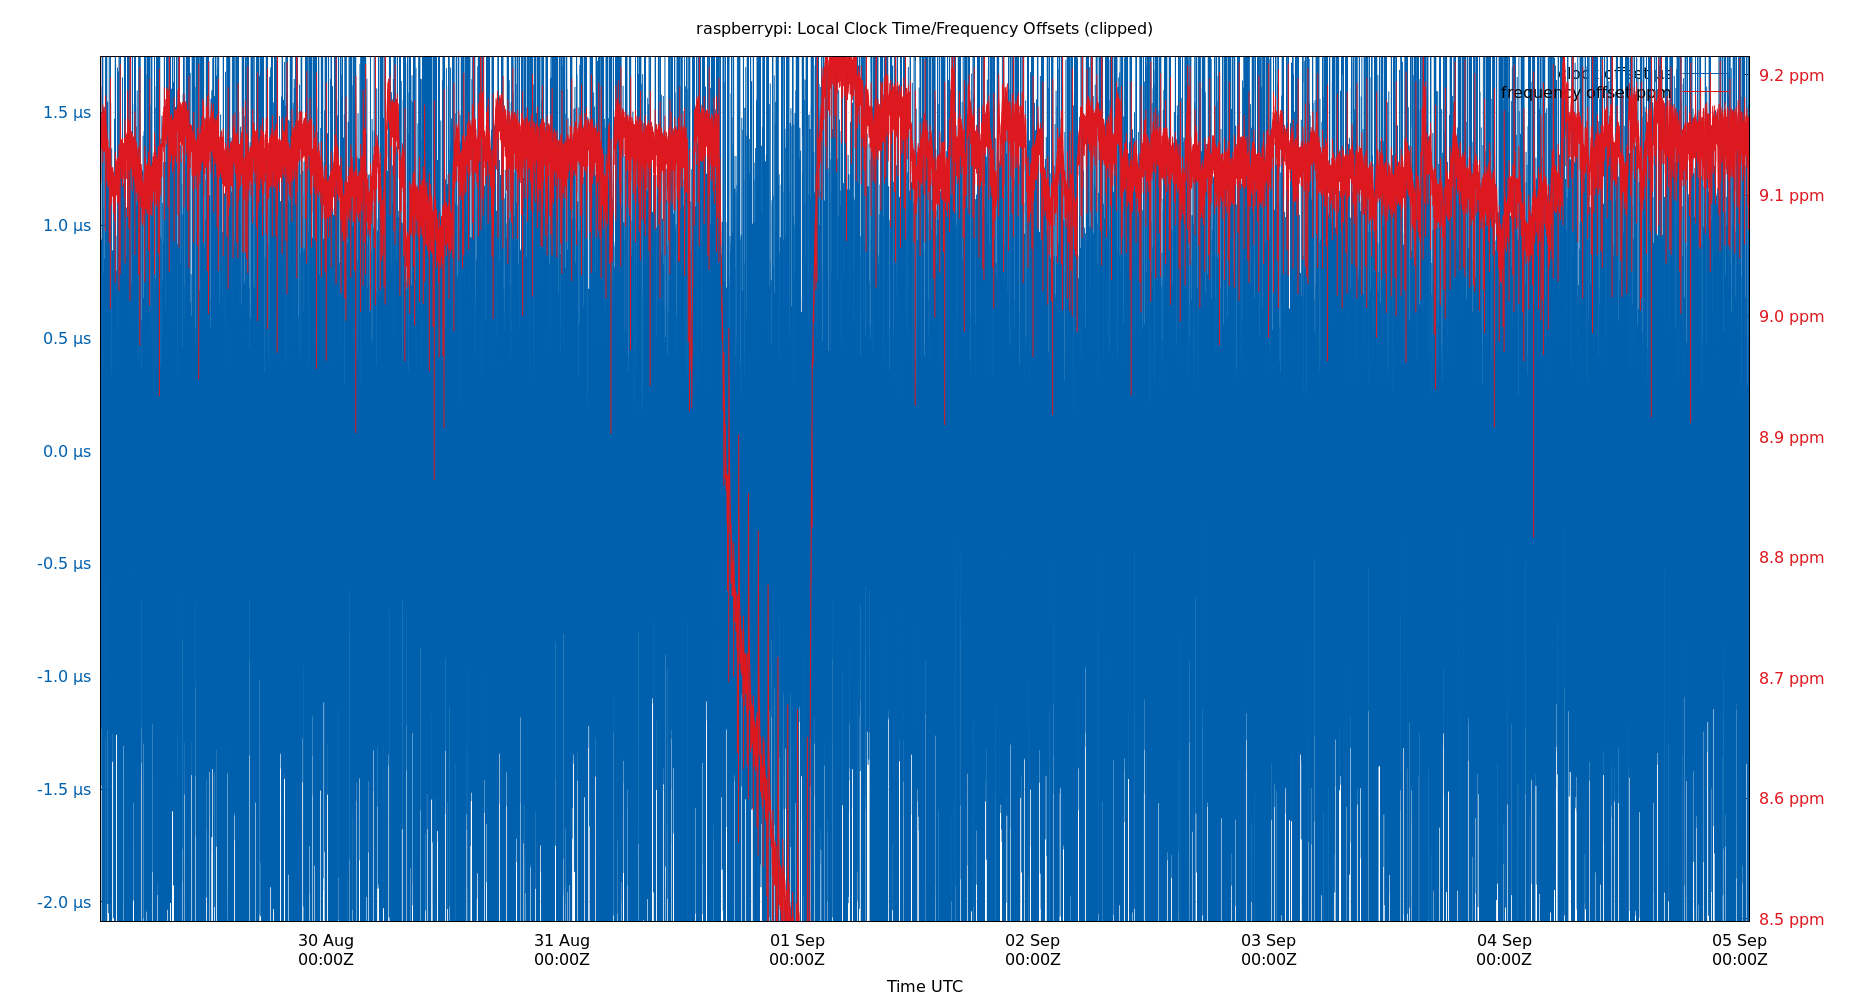 raspberrypi: Local Clock Time/Frequency Offsets (clipped)
clock offset µs
frequency offset ppm
1.5 µs
1.0 µs
0.5 µs
0.0 µs
-0.5 µs
-1.0 µs
-1.5 µs
-2.0 µs
9.2 ppm
9.1 ppm
9.0 ppm
8.9 ppm
8.8 ppm
8.7 ppm
8.6 ppm
8.5 ppm
30 Aug 31 Aug 01 Sep 02 Sep 03 Sep 04 Sep 05 Sep
00:00Z 00:00Z 00:00Z 00:00Z 00:00Z 00:00Z 00:00Z
Time UTC